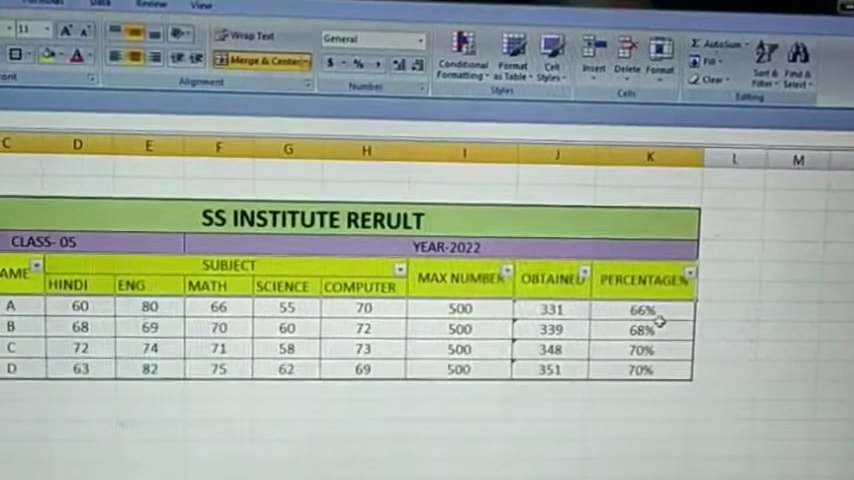 Data Review View
11 A A Wrap Text General Conditional Formatting Format as Table Cell Styles Insert Delete Format AutoSum Fill Clear Sort & Filter Find & Select
Merge & Center $ % ,
Alignment Number Styles Cells Editing
C D E F G H I J K L M
SS INSTITUTE RERULT
CLASS- 05 YEAR-2022
AME SUBJECT MAX NUMBER OBTAINED PERCENTAGE%
HINDI ENG MATH SCIENCE COMPUTER
A 60 80 66 55 70 500 331 66%
B 68 69 70 60 72 500 339 68%
C 72 74 71 58 73 500 348 70%
D 63 82 75 62 69 500 351 70%